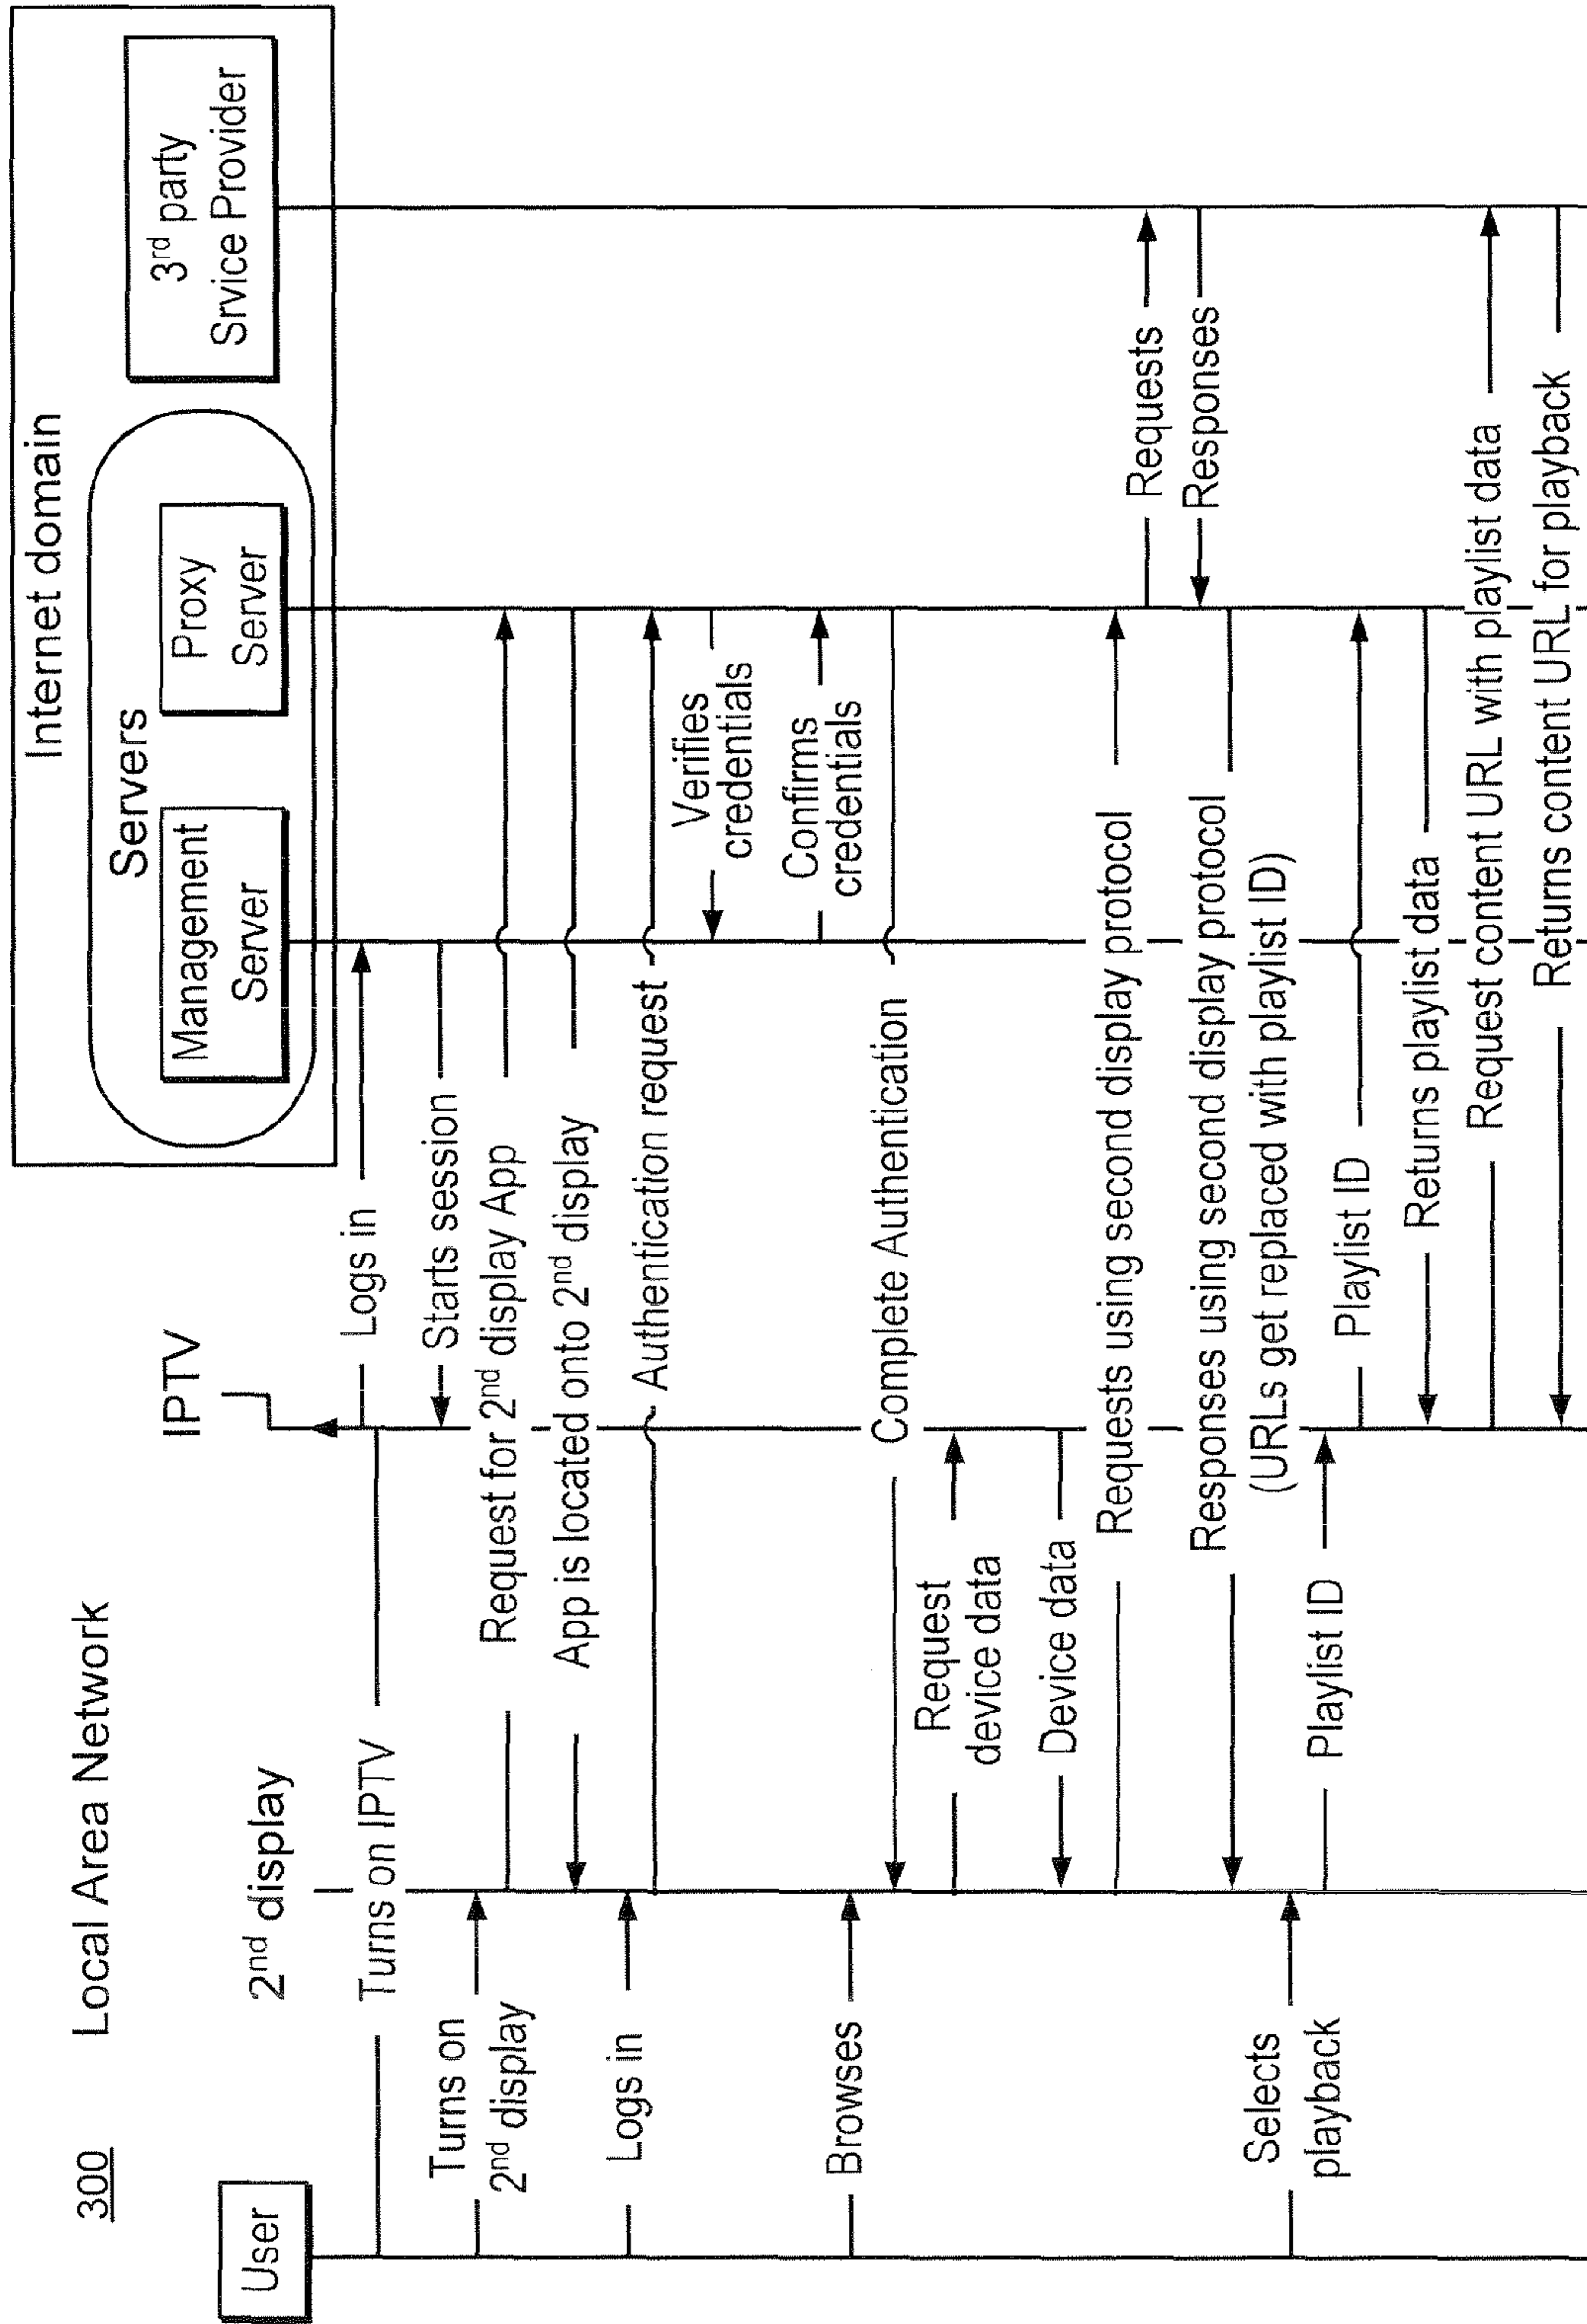 300
Local Area Network
Internet domain
Servers
User
2nd display
IPTV
Management
Server
Proxy
Server
3rd party
Srvice Provider
Turns on IPTV
Logs in
Starts session
Turns on
2nd display
Request for 2nd display App
App is located onto 2nd display
Logs in
Authentication request
Verifies
credentials
Confirms
credentials
Browses
Complete Authentication
Request
device data
Device data
Requests using second display protocol
Requests
Responses
Responses using second display protocol
(URLs get replaced with playlist ID)
Selects
playback
Playlist ID
Playlist ID
Returns playlist data
Request content URL with playlist data
Returns content URL for playback